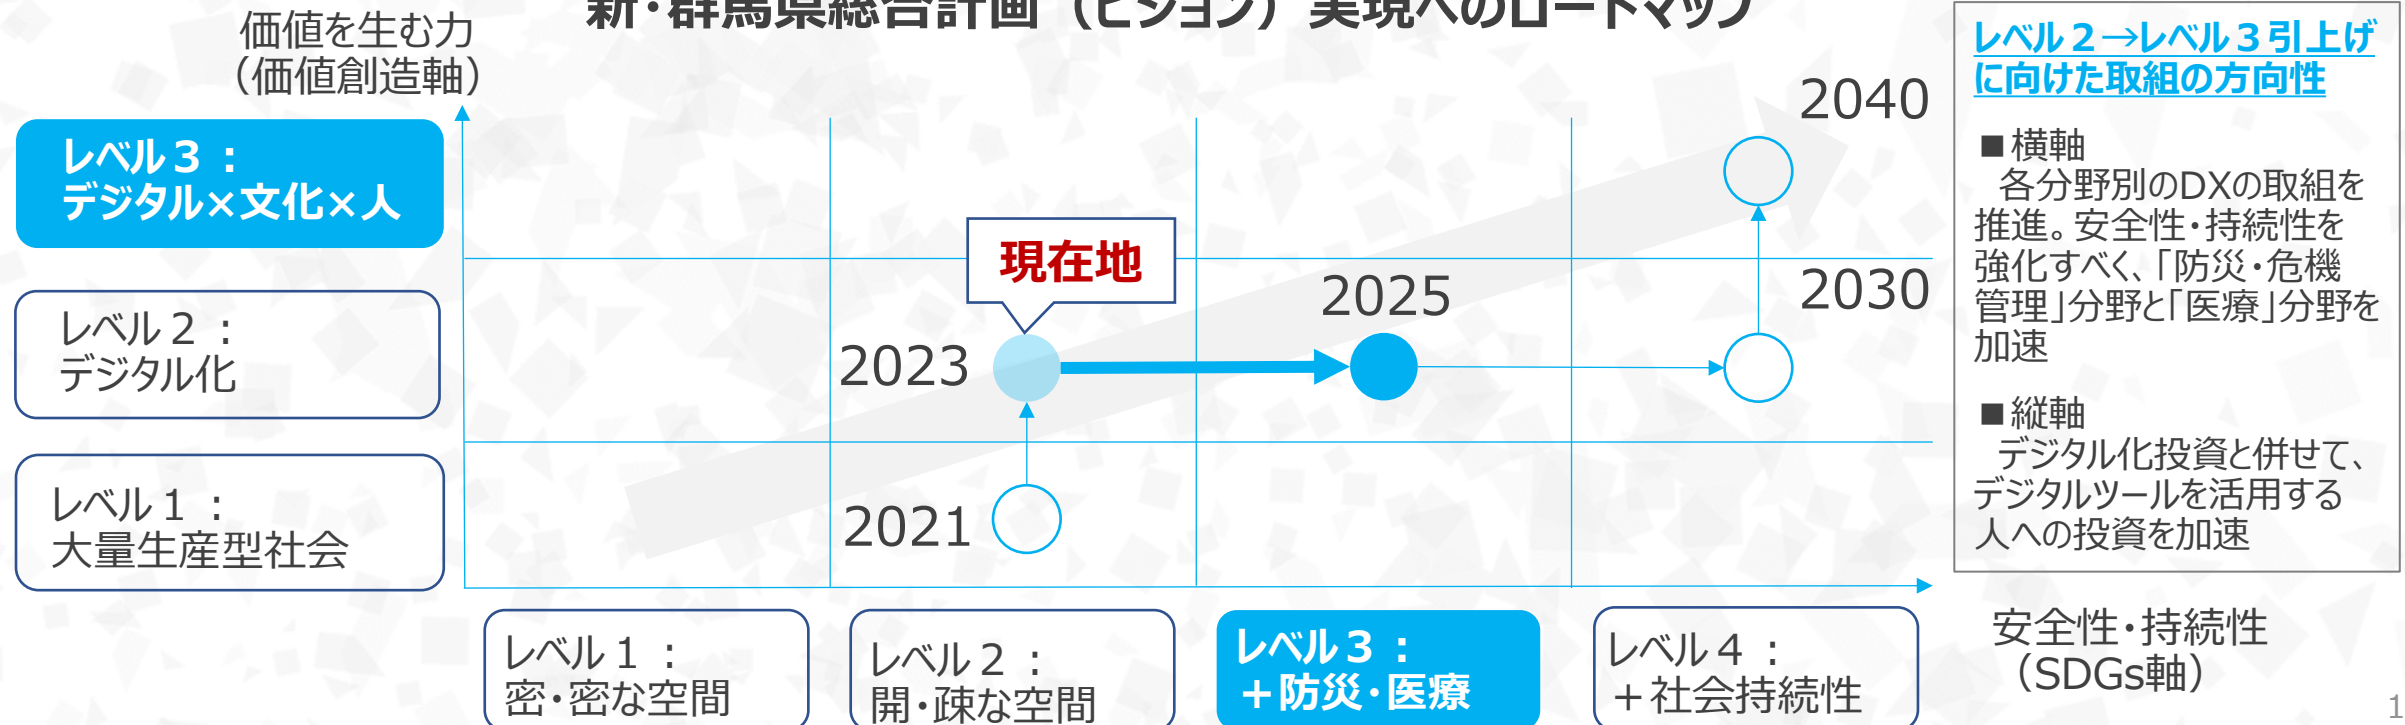 新･群馬県総合計画（ビジョン）実現へのロードマップ
価値を生む力
（価値創造軸）
レベル３：
デジタル×文化×人
レベル２：
デジタル化
レベル１：
大量生産型社会
2040
2030
2025
現在地
2023
2021
レベル１：
密･密な空間
レベル２：
開･疎な空間
レベル３：
＋防災･医療
レベル４：
＋社会持続性
安全性･持続性
（SDGs軸）
レベル２→レベル３引上げ
に向けた取組の方向性
■横軸
各分野別のDXの取組を
推進。安全性･持続性を
強化すべく､｢防災･危機
管理｣分野と｢医療｣分野を
加速
■縦軸
デジタル化投資と併せて､
デジタルツールを活用する
人への投資を加速
1